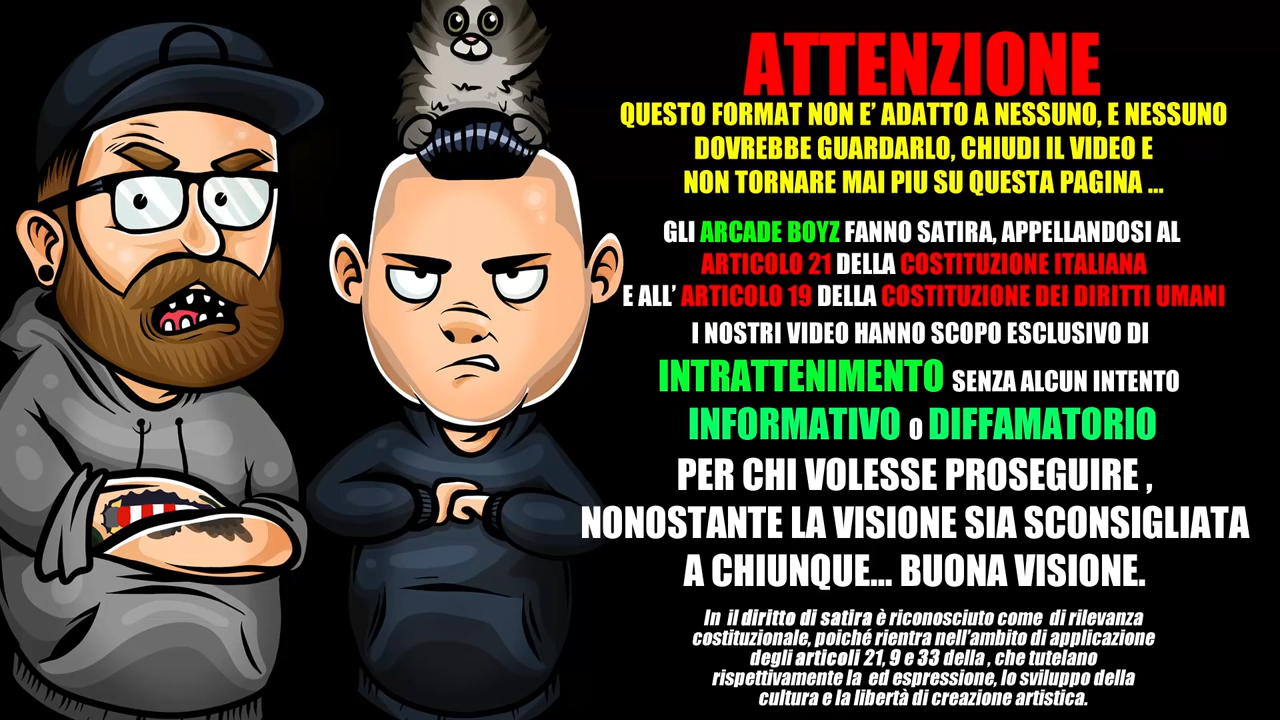 ATTENZIONE
QUESTO FORMAT NON E' ADATTO A NESSUNO, E NESSUNO
DOVREBBE GUARDARLO, CHIUDI IL VIDEO E
NON TORNARE MAI PIU SU QUESTA PAGINA ...
GLI ARCADE BOYZ FANNO SATIRA, APPELLANDOSI AL
ARTICOLO 21 DELLA COSTITUZIONE ITALIANA
E ALL' ARTICOLO 19 DELLA COSTITUZIONE DEI DIRITTI UMANI
I NOSTRI VIDEO HANNO SCOPO ESCLUSIVO DI
INTRATTENIMENTO SENZA ALCUN INTENTO
INFORMATIVO O DIFFAMATORIO
PER CHI VOLESSE PROSEGUIRE ,
NONOSTANTE LA VISIONE SIA SCONSIGLIATA
A CHIUNQUE... BUONA VISIONE.
In il diritto di satira è riconosciuto come di rilevanza
costituzionale, poiché rientra nell'ambito di applicazione
degli articoli 21, 9 e 33 della , che tutelano
rispettivamente la ed espressione, lo sviluppo della
cultura e la libertà di creazione artistica.